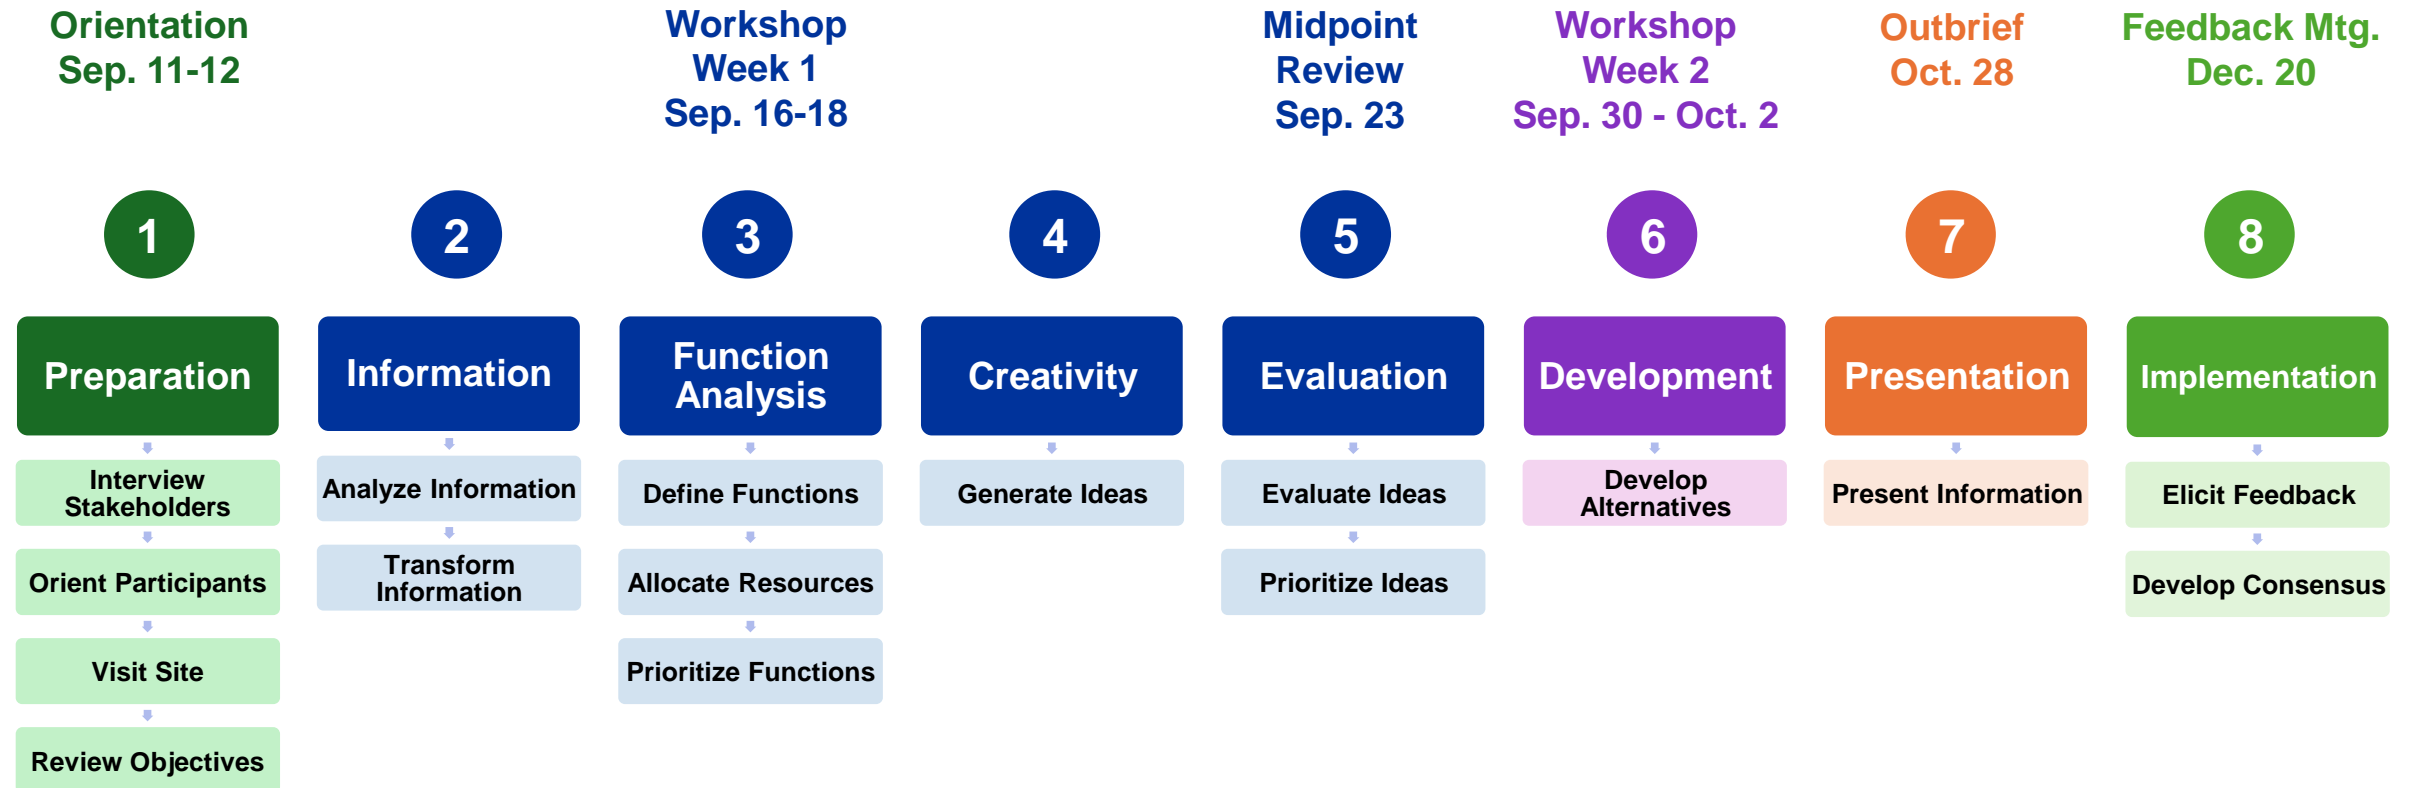 Orientation
Sep. 11-12
Workshop
Week 1
Sep. 16-18
Midpoint
Review
Sep. 23
Workshop
Week 2
Sep. 30 - Oct. 2
Outbrief
Oct. 28
Feedback Mtg.
Dec. 20
1
2
3
4
5
6
7
8
Preparation
Information
Function
Analysis
Creativity
Evaluation
Development
Presentation
Implementation
Interview
Stakeholders
Orient Participants
Visit Site
Review Objectives
Analyze Information
Transform
Information
Define Functions
Allocate Resources
Prioritize Functions
Generate Ideas
Evaluate Ideas
Prioritize Ideas
Develop
Alternatives
Present Information
Elicit Feedback
Develop Consensus